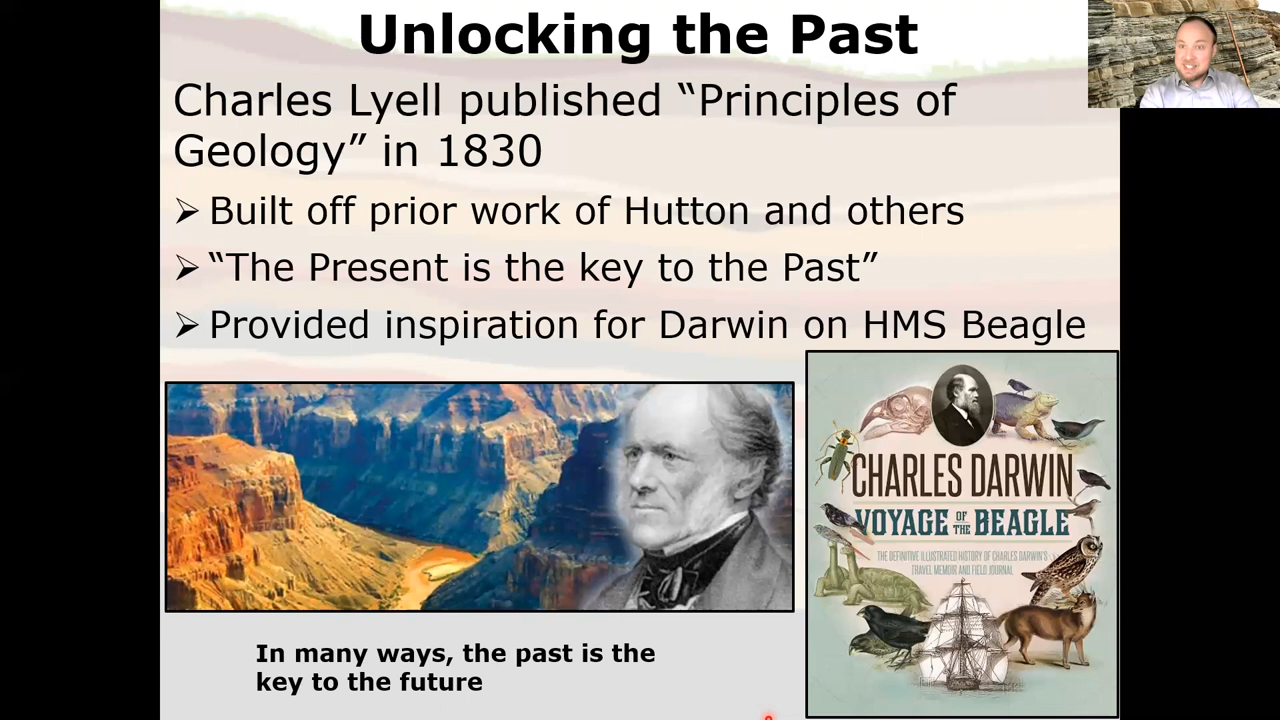 Unlocking the Past
Charles Lyell published “Principles of
Geology” in 1830
➢ Built off prior work of Hutton and others
➢ “The Present is the key to the Past”
➢ Provided inspiration for Darwin on HMS Beagle
CHARLES DARWIN
VOYAGE OF THE BEAGLE
THE DEFINITIVE ILLUSTRATED HISTORY OF CHARLES DARWIN'S
TRAVEL MEMOIR AND FIELD JOURNAL
In many ways, the past is the
key to the future